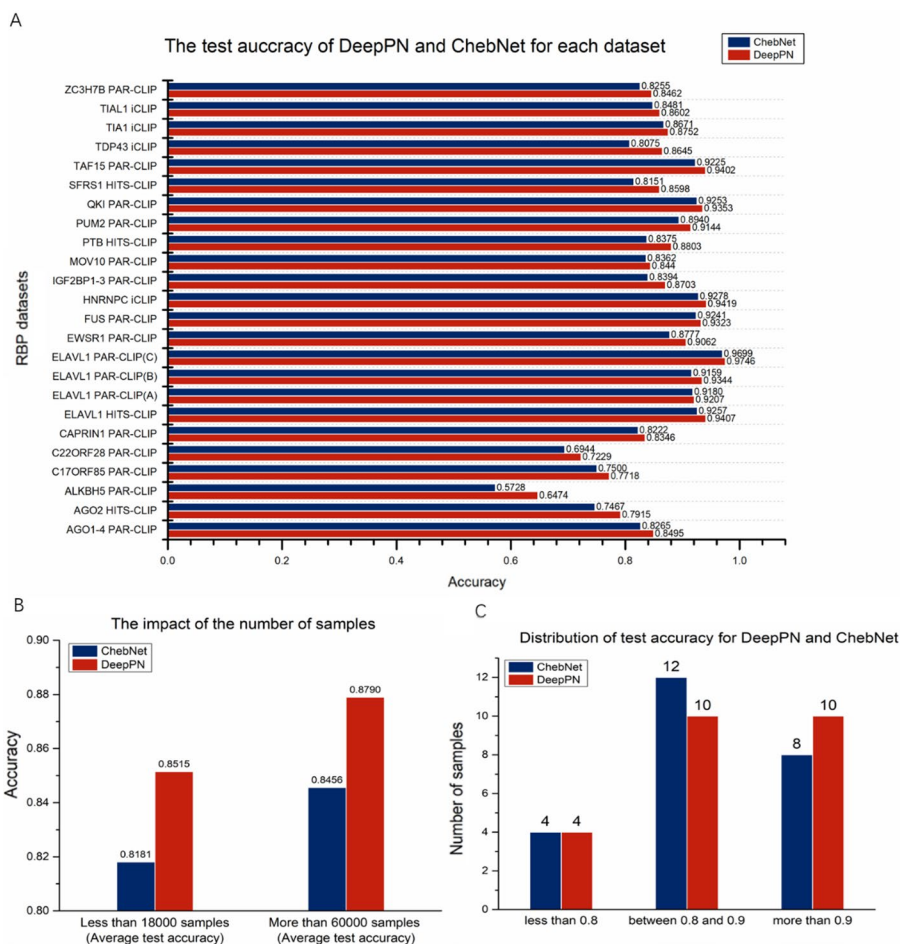 A
The test auccracy of DeepPN and ChebNet for each dataset
ChebNet
DeepPN
RBP datasets
ZC3H7B PAR-CLIP
0.8255
0.8462
TIAL1 iCLIP
0.8481
0.8602
TIA1 iCLIP
0.8671
0.8752
TDP43 iCLIP
0.8075
0.8645
TAF15 PAR-CLIP
0.9225
0.9402
SFRS1 HITS-CLIP
0.8151
0.8598
QKI PAR-CLIP
0.9253
0.9353
PUM2 PAR-CLIP
0.8940
0.9144
PTB HITS-CLIP
0.8375
0.8803
MOV10 PAR-CLIP
0.8362
0.844
IGF2BP1-3 PAR-CLIP
0.8394
0.8703
HNRNPC iCLIP
0.9278
0.9419
FUS PAR-CLIP
0.9241
0.9323
EWSR1 PAR-CLIP
0.8777
0.9062
ELAVL1 PAR-CLIP(C)
0.9699
0.9746
ELAVL1 PAR-CLIP(B)
0.9159
0.9344
ELAVL1 PAR-CLIP(A)
0.9180
0.9207
ELAVL1 HITS-CLIP
0.9257
0.9407
CAPRIN1 PAR-CLIP
0.8222
0.8346
C22ORF28 PAR-CLIP
0.6944
0.7229
C17ORF85 PAR-CLIP
0.7500
0.7718
ALKBH5 PAR-CLIP
0.5728
0.6474
AGO2 HITS-CLIP
0.7467
0.7915
AGO1-4 PAR-CLIP
0.8265
0.8495
0.0 0.2 0.4 0.6 0.8 1.0
Accuracy
B
The impact of the number of samples
ChebNet
DeepPN
Accuracy
0.90
0.88
0.86
0.84
0.82
0.80
0.8181
0.8515
0.8456
0.8790
Less than 18000 samples
(Average test accuracy)
More than 60000 samples
(Average test accuracy)
C
Distribution of test accuracy for DeepPN and ChebNet
ChebNet
DeepPN
Number of samples
12
10
8
6
4
2
0
4 4
12 10
8 10
less than 0.8 between 0.8 and 0.9 more than 0.9